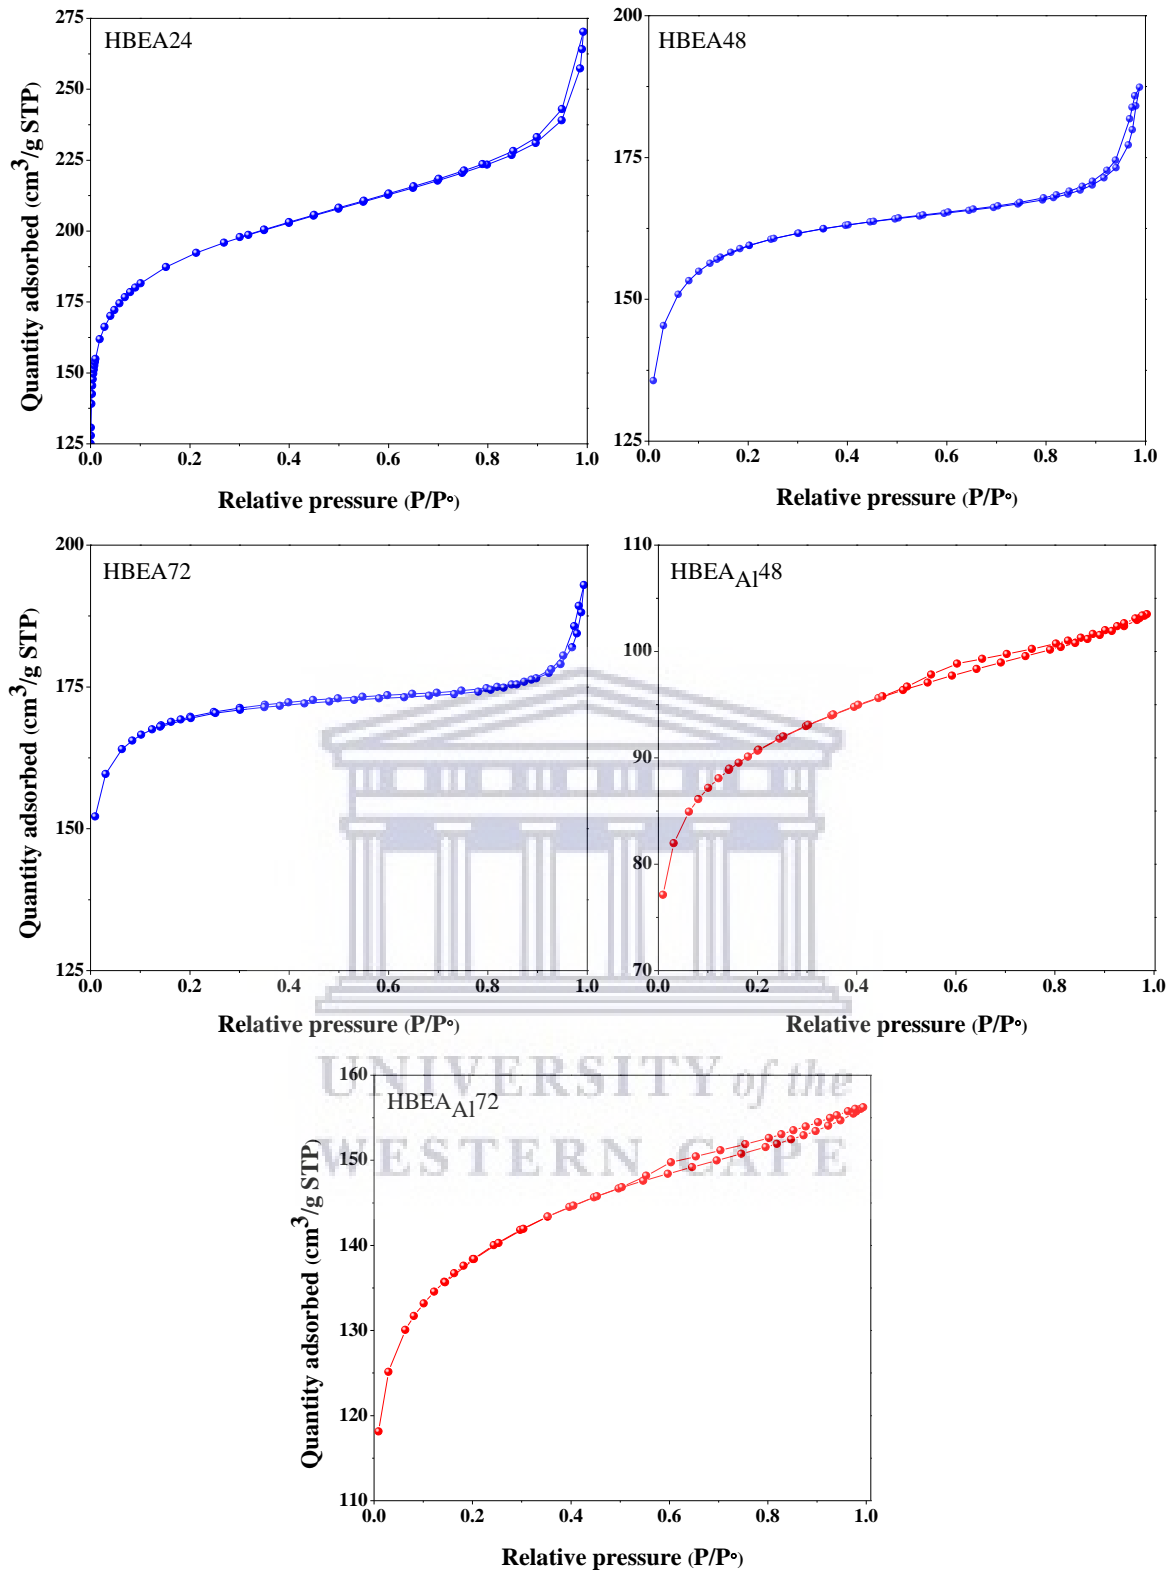 HBEA24
275
250
225
200
175
150
125
0.0 0.2 0.4 0.6 0.8 1.0
Quantity adsorbed (cm³/g STP)
Relative pressure (P/P°)
HBEA48
200
175
150
125
0.0 0.2 0.4 0.6 0.8 1.0
Relative pressure (P/P°)
HBEA72
200
175
150
125
0.0 0.2 0.4 0.6 0.8 1.0
Quantity adsorbed (cm³/g STP)
Relative pressure (P/P°)
HBEA_Al48
110
100
90
80
70
0.0 0.2 0.4 0.6 0.8 1.0
Relative pressure (P/P°)
UNIVERSITY of the
WESTERN CAPE
HBEA_Al72
160
150
140
130
120
110
0.0 0.2 0.4 0.6 0.8 1.0
Quantity adsorbed (cm³/g STP)
Relative pressure (P/P°)